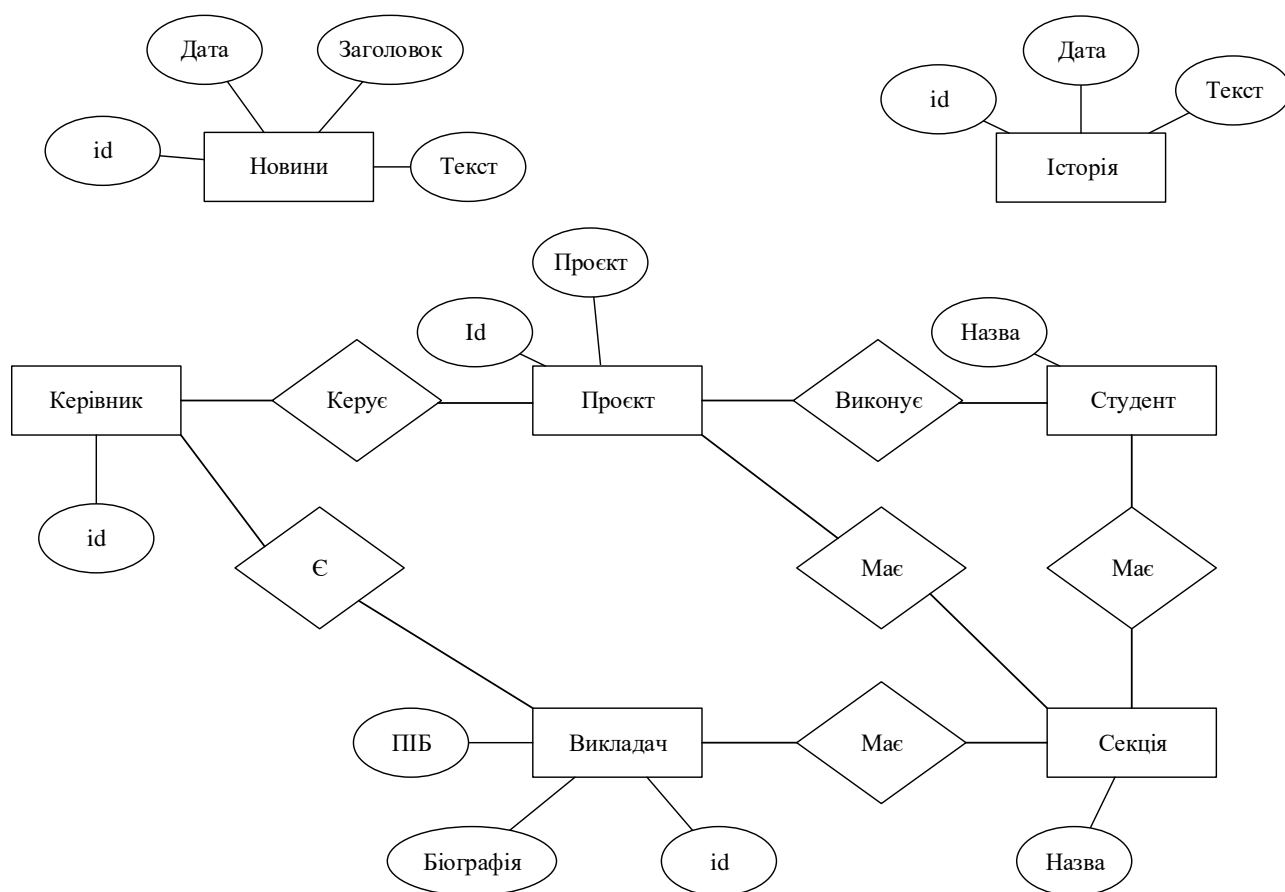 Дата
Заголовок
id
Новини
Текст
Дата
id
Текст
Історія
Проєкт
Id
Назва
Керівник
Керує
Проєкт
Виконує
Студент
id
Є
Має
Має
ПІБ
Викладач
Має
Секція
Біографія
id
Назва